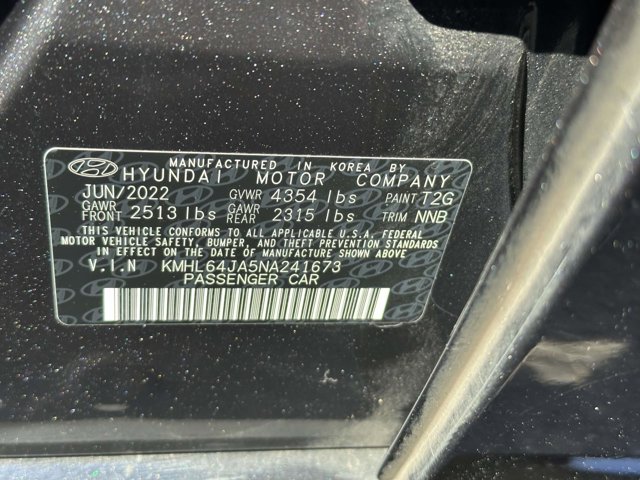 MANUFACTURED IN KOREA BY
HYUNDAI MOTOR COMPANY
JUN/2022 GVWR 4354 lbs PAINT T2G
GAWR FRONT 2513 lbs GAWR REAR 2315 lbs TRIM NNB
THIS VEHICLE CONFORMS TO ALL APPLICABLE U.S.A. FEDERAL
MOTOR VEHICLE SAFETY, BUMPER, AND THEFT PREVENTION STANDARDS
IN EFFECT ON THE DATE OF MANUFACTURE SHOWN ABOVE.
V.I.N KMHL64JA5NA241673
PASSENGER CAR